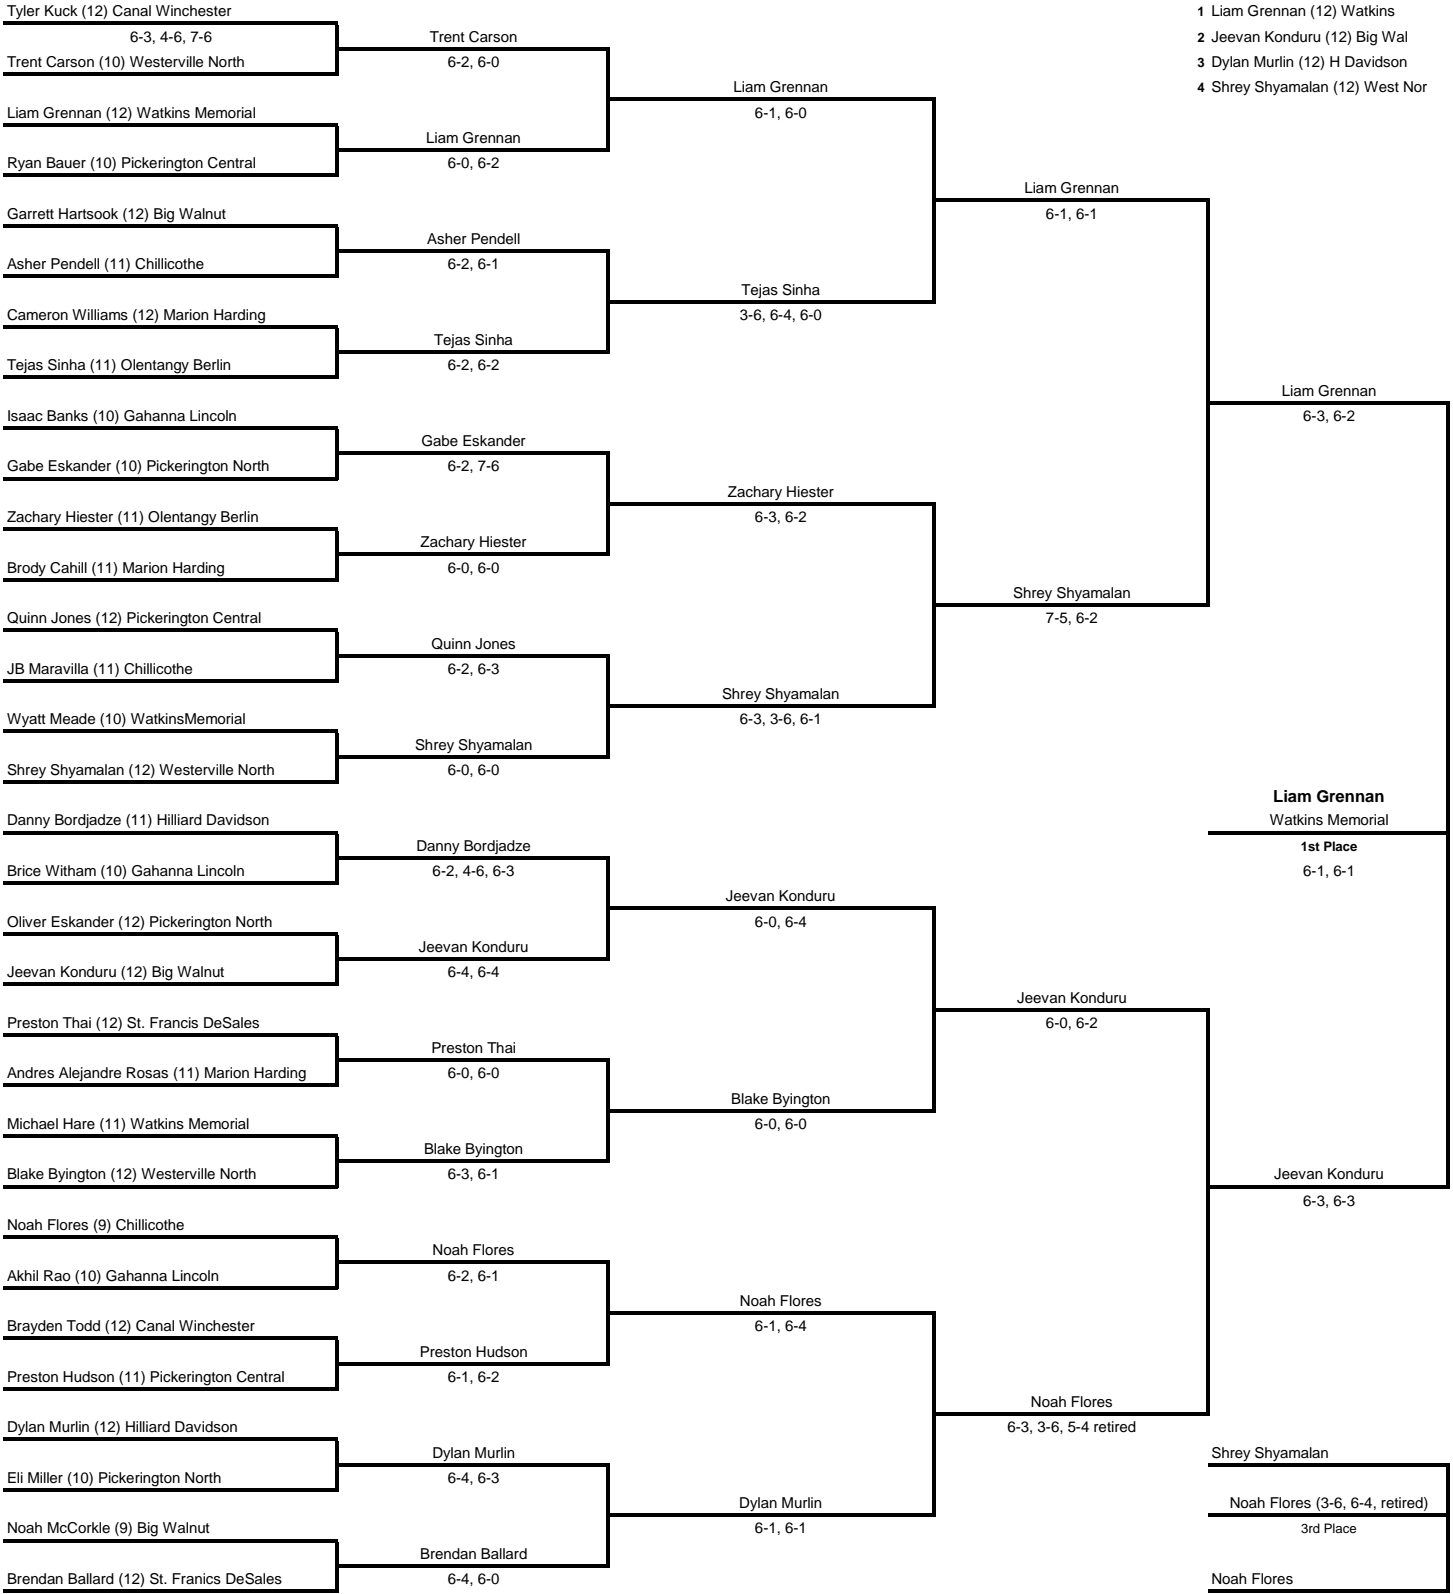 Tyler Kuck (12) Canal Winchester
6-3, 4-6, 7-6
Trent Carson (10) Westerville North
Liam Grennan (12) Watkins Memorial
Ryan Bauer (10) Pickerington Central
Garrett Hartsook (12) Big Walnut
Asher Pendell (11) Chillicothe
Cameron Williams (12) Marion Harding
Tejas Sinha (11) Olentangy Berlin
Isaac Banks (10) Gahanna Lincoln
Gabe Eskander (10) Pickerington North
Zachary Hiester (11) Olentangy Berlin
Brody Cahill (11) Marion Harding
Quinn Jones (12) Pickerington Central
JB Maravilla (11) Chillicothe
Wyatt Meade (10) WatkinsMemorial
Shrey Shyamalan (12) Westerville North
Danny Bordjadze (11) Hilliard Davidson
Brice Witham (10) Gahanna Lincoln
Oliver Eskander (12) Pickerington North
Jeevan Konduru (12) Big Walnut
Preston Thai (12) St. Francis DeSales
Andres Alejandre Rosas (11) Marion Harding
Michael Hare (11) Watkins Memorial
Blake Byington (12) Westerville North
Noah Flores (9) Chillicothe
Akhil Rao (10) Gahanna Lincoln
Brayden Todd (12) Canal Winchester
Preston Hudson (11) Pickerington Central
Dylan Murlin (12) Hilliard Davidson
Eli Miller (10) Pickerington North
Noah McCorkle (9) Big Walnut
Brendan Ballard (12) St. Franics DeSales
Trent Carson
6-2, 6-0
Liam Grennan
6-0, 6-2
Asher Pendell
6-2, 6-1
Tejas Sinha
6-2, 6-2
Gabe Eskander
6-2, 7-6
Zachary Hiester
6-0, 6-0
Quinn Jones
6-2, 6-3
Shrey Shyamalan
6-0, 6-0
Danny Bordjadze
6-2, 4-6, 6-3
Jeevan Konduru
6-4, 6-4
Preston Thai
6-0, 6-0
Blake Byington
6-3, 6-1
Noah Flores
6-2, 6-1
Preston Hudson
6-1, 6-2
Dylan Murlin
6-4, 6-3
Brendan Ballard
6-4, 6-0
Liam Grennan
6-1, 6-0
Tejas Sinha
3-6, 6-4, 6-0
Zachary Hiester
6-3, 6-2
Shrey Shyamalan
6-3, 3-6, 6-1
Jeevan Konduru
6-0, 6-4
Blake Byington
6-0, 6-0
Noah Flores
6-1, 6-4
Dylan Murlin
6-1, 6-1
Liam Grennan
6-1, 6-1
Shrey Shyamalan
7-5, 6-2
Jeevan Konduru
6-0, 6-2
Noah Flores
6-3, 3-6, 5-4 retired
1 Liam Grennan (12) Watkins
2 Jeevan Konduru (12) Big Wal
3 Dylan Murlin (12) H Davidson
4 Shrey Shyamalan (12) West Nor
Liam Grennan
6-3, 6-2
Liam Grennan
Watkins Memorial
1st Place
6-1, 6-1
Jeevan Konduru
6-3, 6-3
Shrey Shyamalan
Noah Flores (3-6, 6-4, retired)
3rd Place
Noah Flores